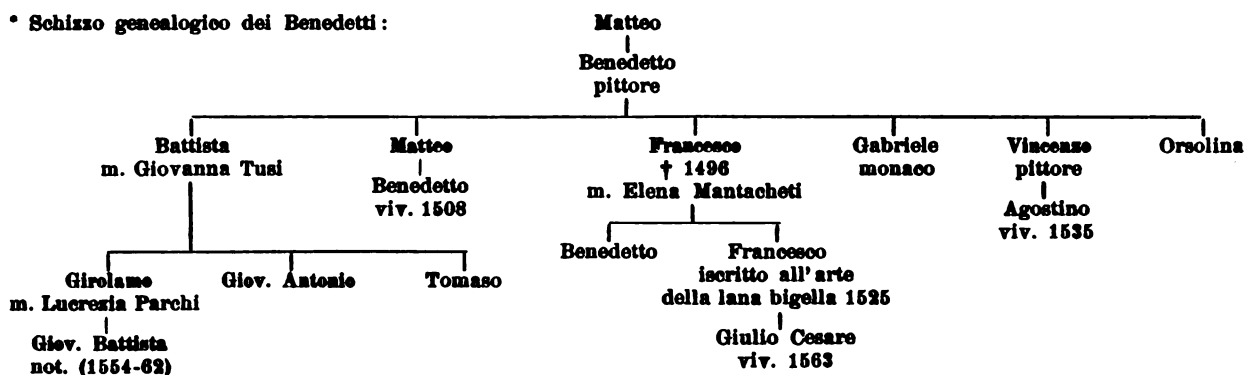 * Schizzo genealogico dei Benedetti :
Matteo
Benedetto
pittore
Battista
m. Giovanna Tusi
Matteo
Benedetto
viv. 1508
Francesco
† 1496
m. Elena Mantacheti
Gabriele
monaco
Vincenzo
pittore
Agostino
viv. 1535
Orsolina
Girolamo
m. Lucrezia Parchi
Giov. Battista
not. (1554-62)
Giov. Antonio
Tomaso
Benedetto
Francesco
iscritto all'arte
della lana bigella 1525
Giulio Cesare
viv. 1563